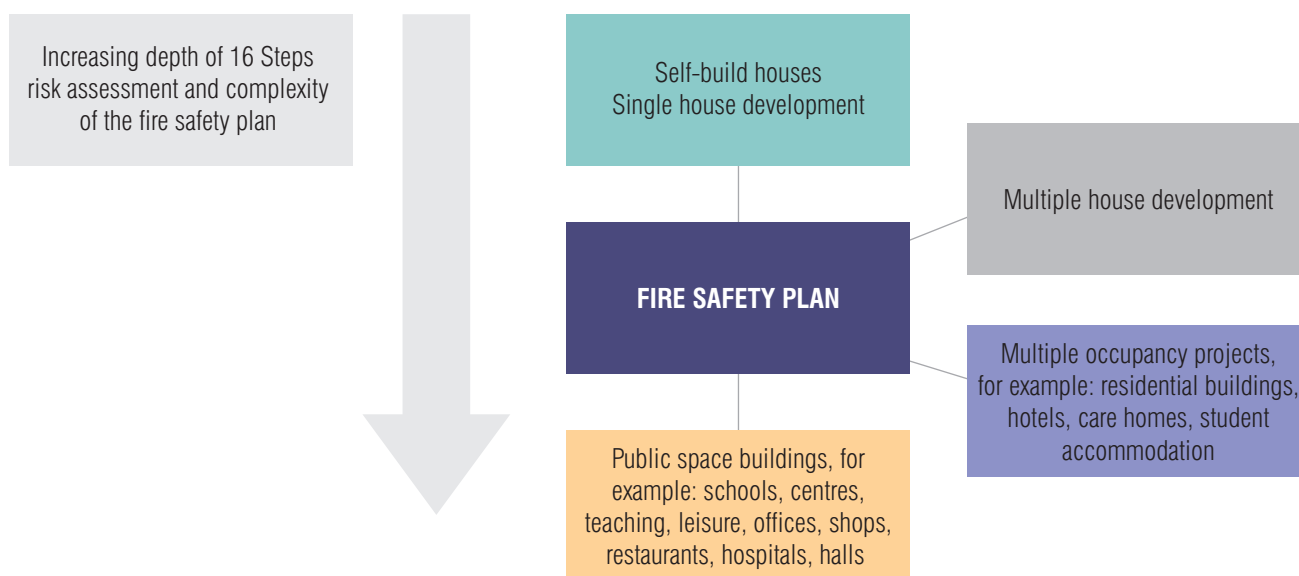 Increasing depth of 16 Steps
risk assessment and complexity
of the fire safety plan
Self-build houses
Single house development
Multiple house development
FIRE SAFETY PLAN
Multiple occupancy projects,
for example: residential buildings,
hotels, care homes, student
accommodation
Public space buildings, for
example: schools, centres,
teaching, leisure, offices, shops,
restaurants, hospitals, halls